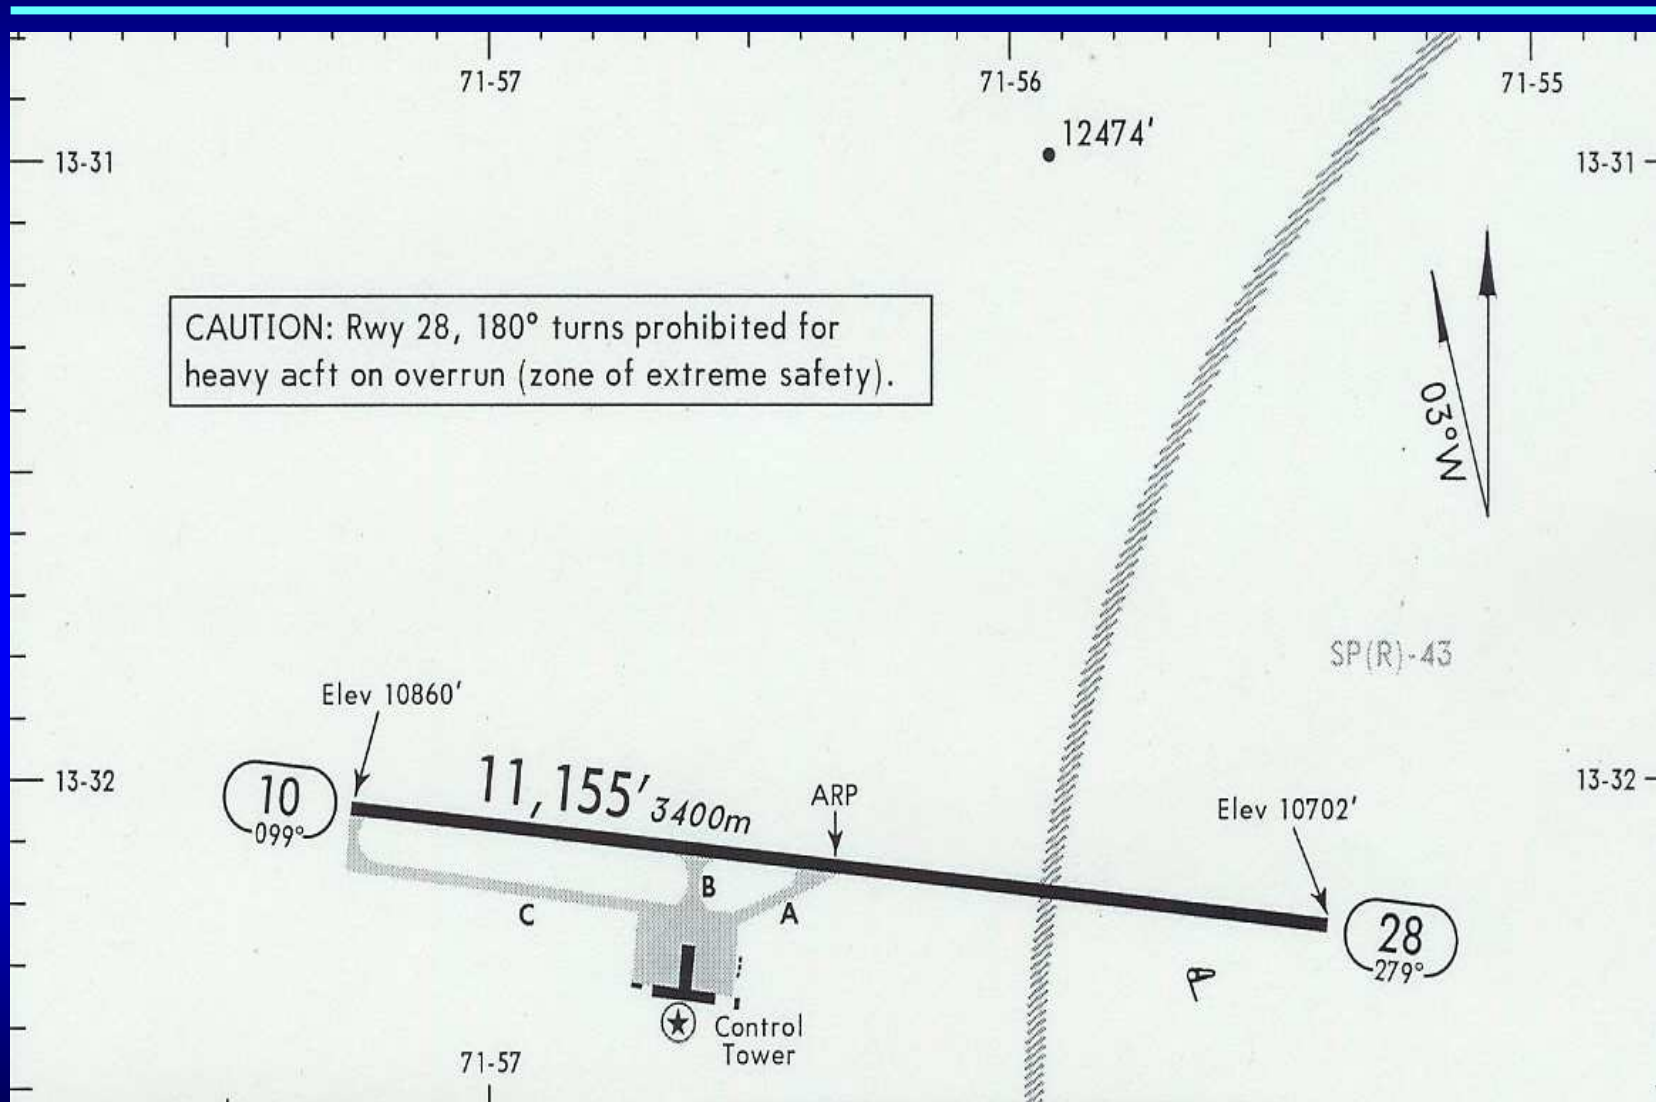 71-57
71-56
71-55
12474'
13-31
13-31
CAUTION: Rwy 28, 180° turns prohibited for
heavy acft on overrun (zone of extreme safety).
03°W
SP(R)-43
Elev 10860'
13-32
13-32
11,155' 3400m
ARP
Elev 10702'
10
099°
B
C
A
28
279°
Control
Tower
71-57